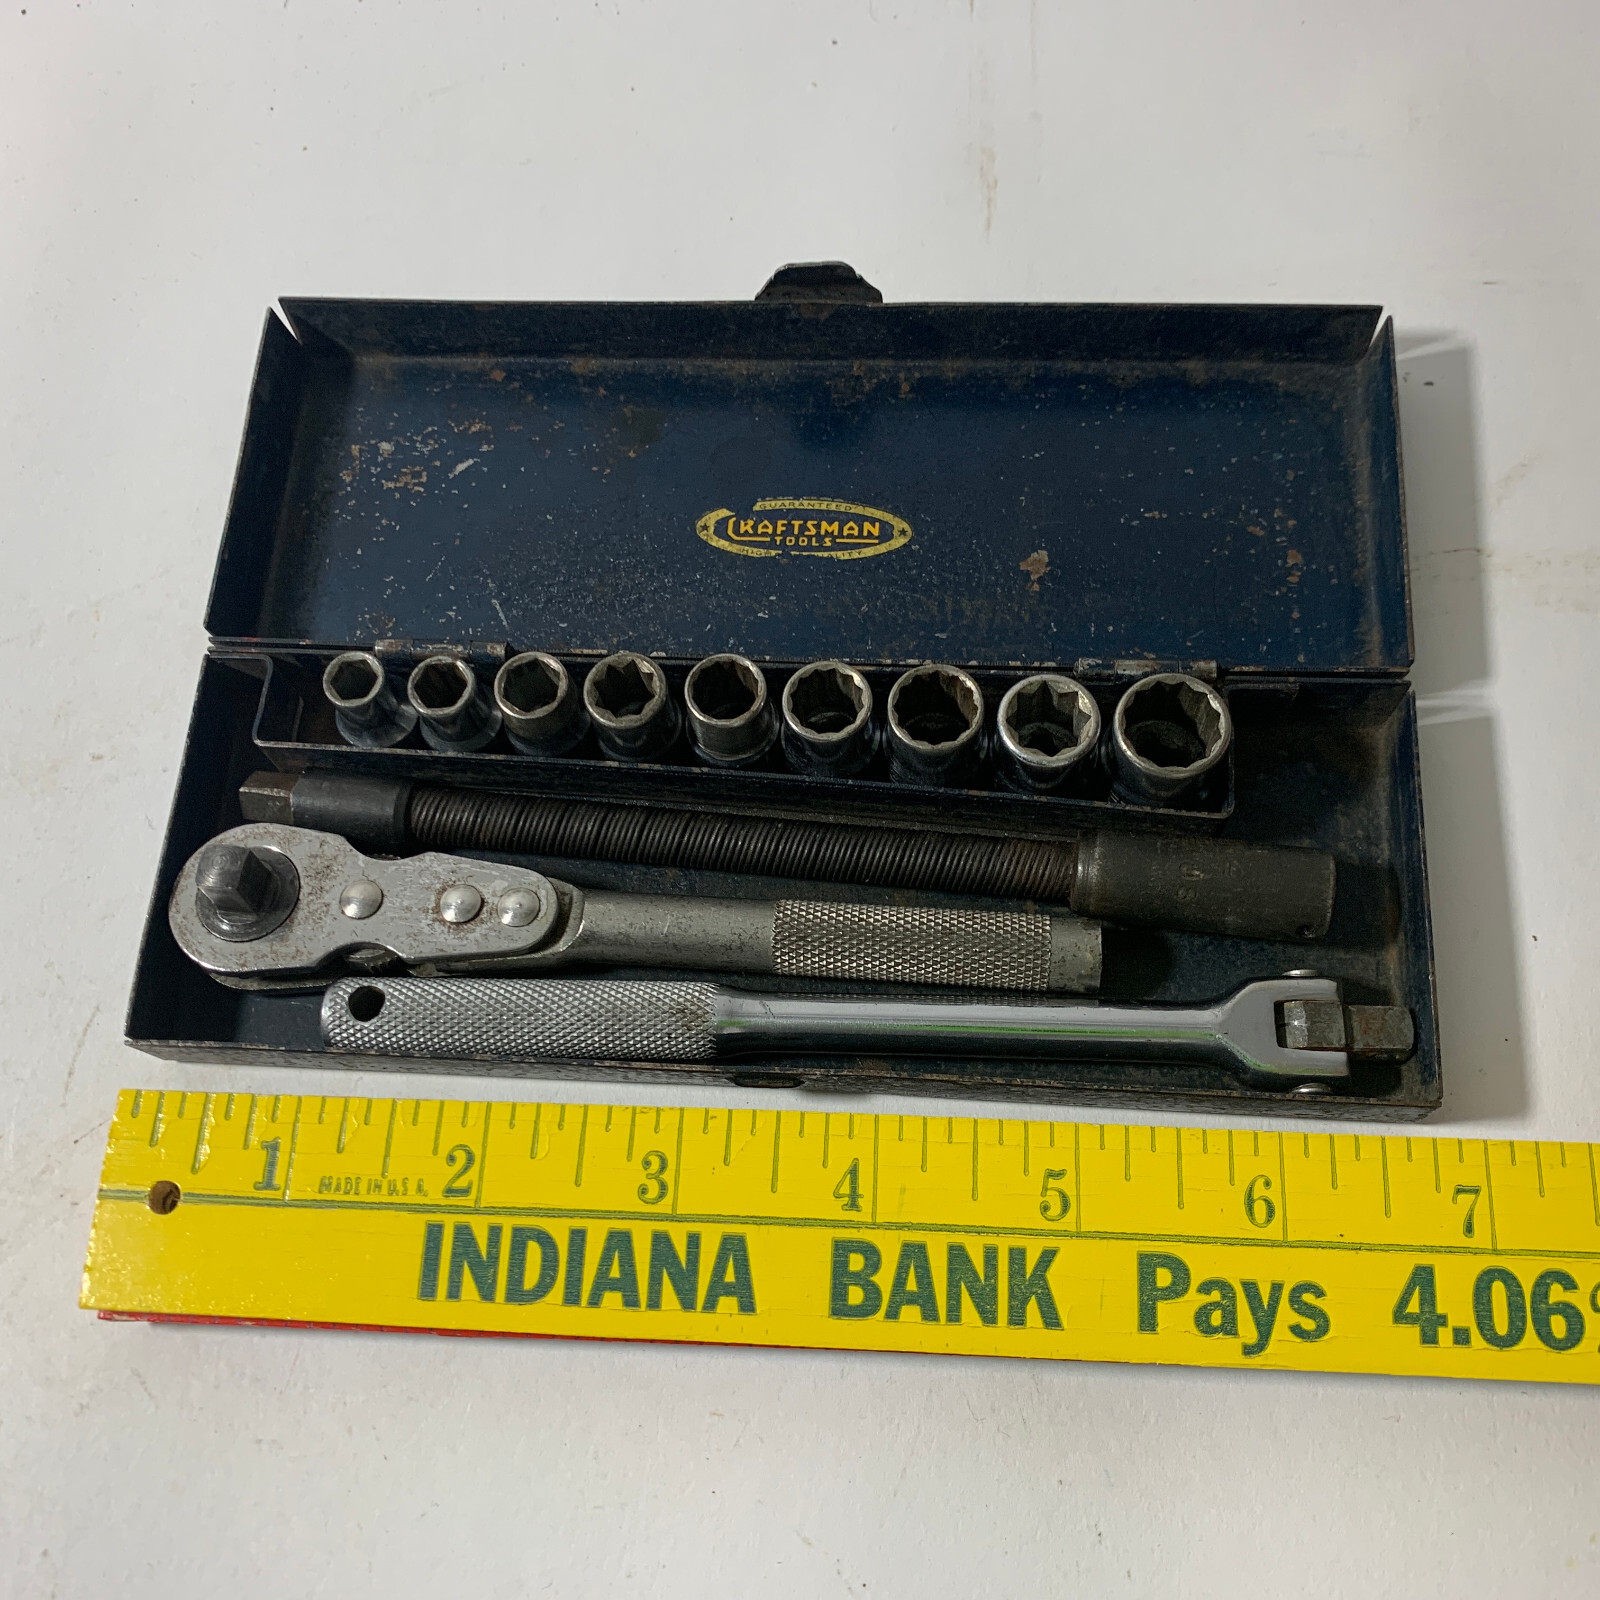 GUARANTEED
CRAFTSMAN
TOOLS
1 2 3 4 5 6 7
MADE IN U.S.A.
INDIANA BANK Pays 4.06